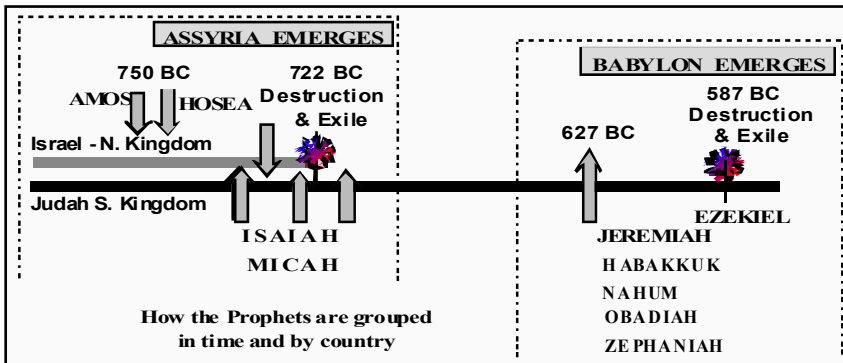 ASSYRIA EMERGES
750 BC
AMOS
HOSEA
722 BC
Destruction
& Exile
Israel - N. Kingdom
Judah S. Kingdom
ISAIAH
MICAH
How the Prophets are grouped
in time and by country
BABYLON EMERGES
587 BC
Destruction
& Exile
627 BC
EZEKIEL
JEREMIAH
HABAKKUK
NAHUM
OBADIAH
ZEPHANIAH